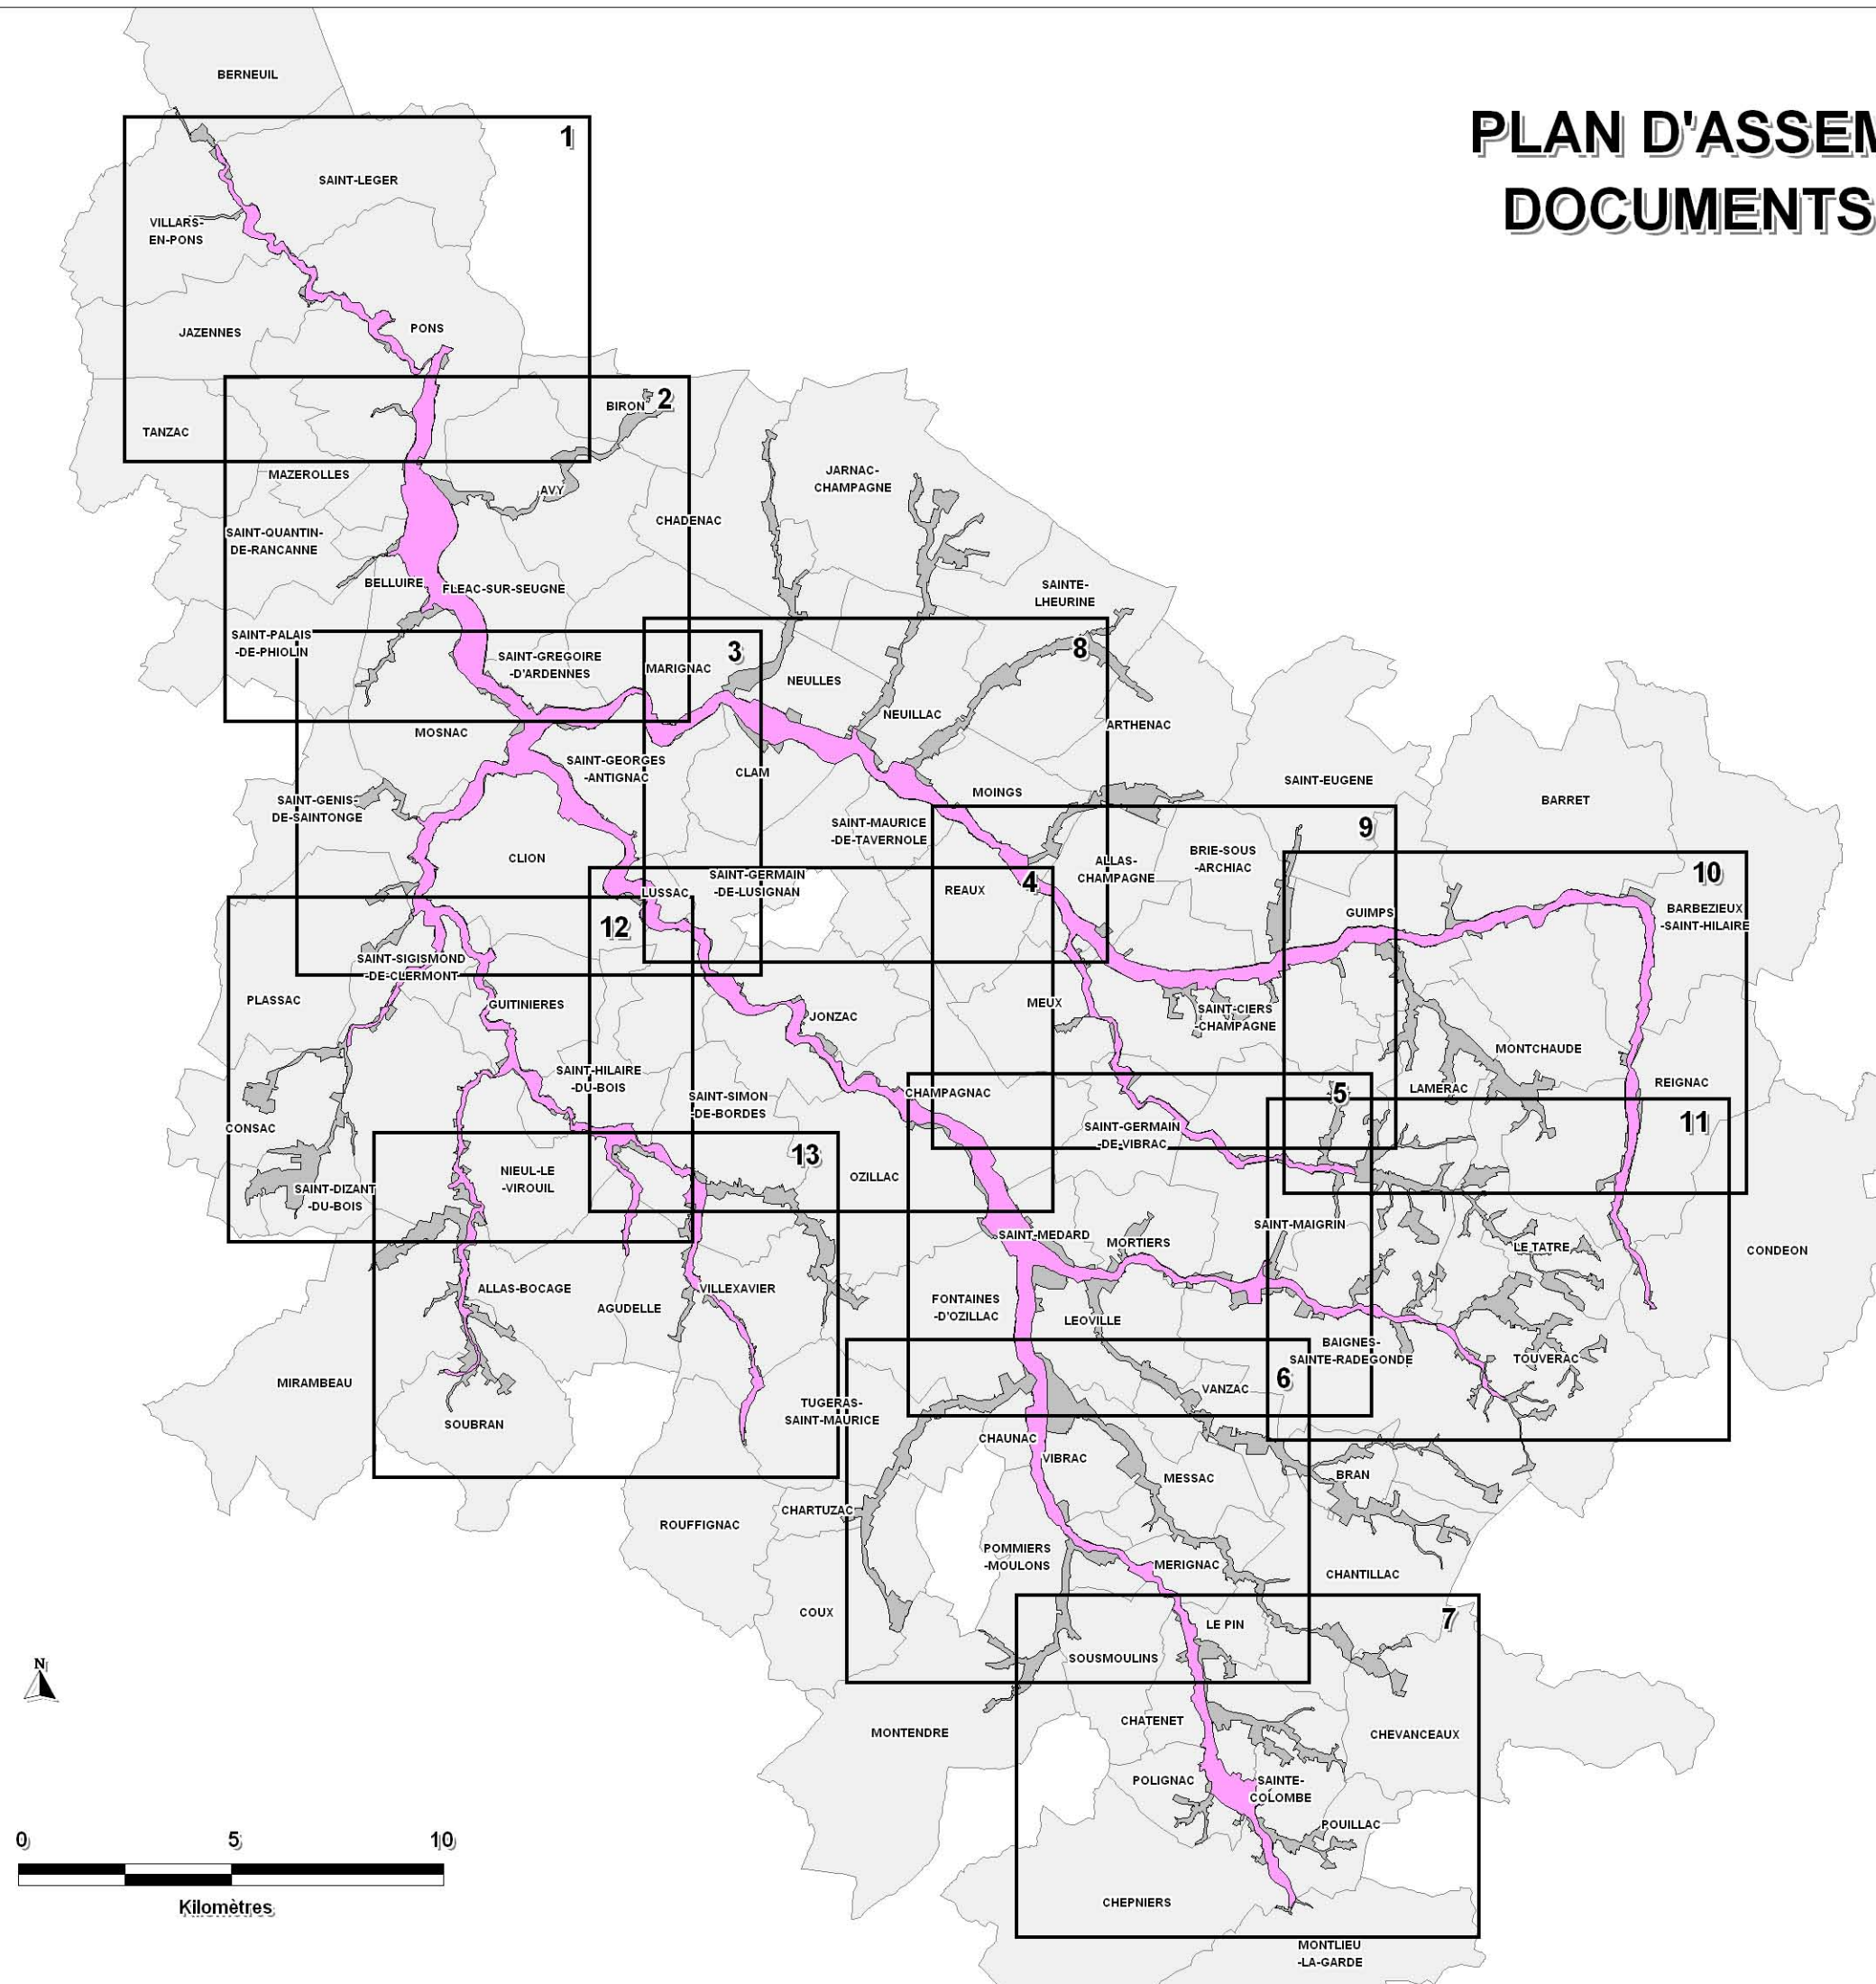 PLAN D'ASSEM
DOCUMENTS
BERNEUIL
1
SAINT-LEGER
VILLARS-
EN-PONS
PONS
JAZENNES
2
BIRON
TANZAC
MAZEROLLES
AVY
JARNAC-
CHAMPAGNE
CHADENAC
SAINT-QUANTIN-
DE-RANCANNE
BELLUIRE
FLEAC-SUR-SEUGNE
SAINTE-
LHEURINE
SAINT-PALAIS
-DE-PHIOLIN
SAINT-GREGOIRE
-D'ARDENNES
MARIGNAC
3
8
NEULLES
NEUILLAC
ARTHENAC
MOSNAC
SAINT-GEORGES
-ANTIGNAC
CLAM
SAINT-EUGENE
MOINGS
BARRET
SAINT-GENIS-
DE-SAINTONGE
SAINT-MAURICE
-DE-TAVERNOLE
9
CLION
BRIE-SOUS
-ARCHIAC
ALLAS-
CHAMPAGNE
10
SAINT-GERMAIN
-DE-LUSIGNAN
LUSSAC
REAUX
4
GUIMPS
BARBEZIEUX
-SAINT-HILAIRE
12
SAINT-SIGISMOND
-DE-CLERMONT
PLASSAC
GUITINIERES
MEUX
JONZAC
SAINT-CIERS
-CHAMPAGNE
MONTCHAUDE
SAINT-HILAIRE
-DU-BOIS
SAINT-SIMON
-DE-BORDES
CHAMPAGNAC
5
LAMERAC
REIGNAC
CONSAC
SAINT-GERMAIN
-DE-VIBRAC
11
13
NIEUL-LE
-VIROUIL
OZILLAC
SAINT-DIZANT
-DU-BOIS
SAINT-MEDARD
MORTIERS
SAINT-MAIGRIN
LE TATRE
CONDEON
ALLAS-BOCAGE
AGUDELLE
VILLEXAVIER
FONTAINES
-D'OZILLAC
LEOVILLE
BAIGNES-
SAINTE-RADEGONDE
TOUVERAC
MIRAMBEAU
6
VANZAC
SOUBRAN
TUGERAS-
SAINT-MAURICE
CHAUNAC
VIBRAC
MESSAC
BRAN
CHARTUZAC
ROUFFIGNAC
POMMIERS
-MOULONS
MERIGNAC
CHANTILLAC
COUX
LE PIN
7
SOUSMOULINS
MONTENDRE
CHATENET
CHEVANCEAUX
POLIGNAC
SAINTE-
COLOMBE
POUILLAC
CHEPNIERS
MONTLIEU
-LA-GARDE
N
0 5 10
Kilomètres